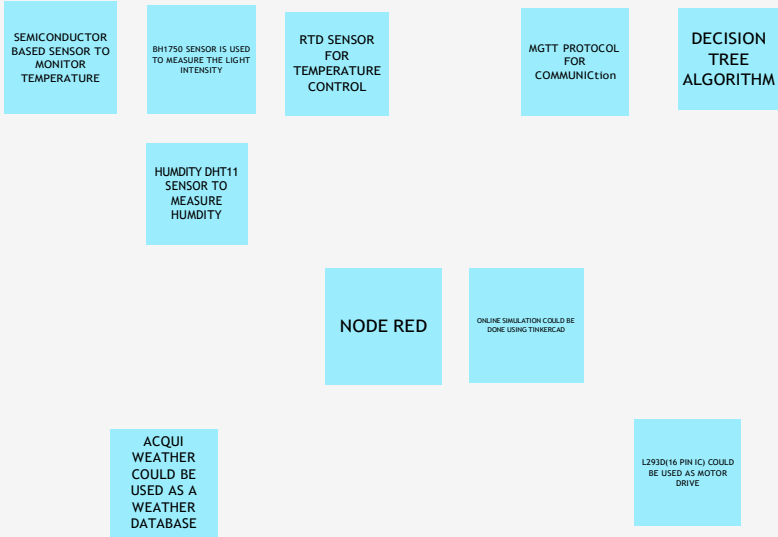 SEMICONDUCTOR
BASED SENSOR TO
MONITOR
TEMPERATURE
BH1750 SENSOR IS USED
TO MEASURE THE LIGHT
INTENSITY
RTD SENSOR
FOR
TEMPERATURE
CONTROL
MGTT PROTOCOL
FOR
COMMUNICtion
DECISION
TREE
ALGORITHM
HUMDITY DHT11
SENSOR TO
MEASURE
HUMDITY
NODE RED
ONLINE SIMULATION COULD BE
DONE USING TINKERCAD
ACQUI
WEATHER
COULD BE
USED AS A
WEATHER
DATABASE
L293D(16 PIN IC) COULD
BE USED AS MOTOR
DRIVE